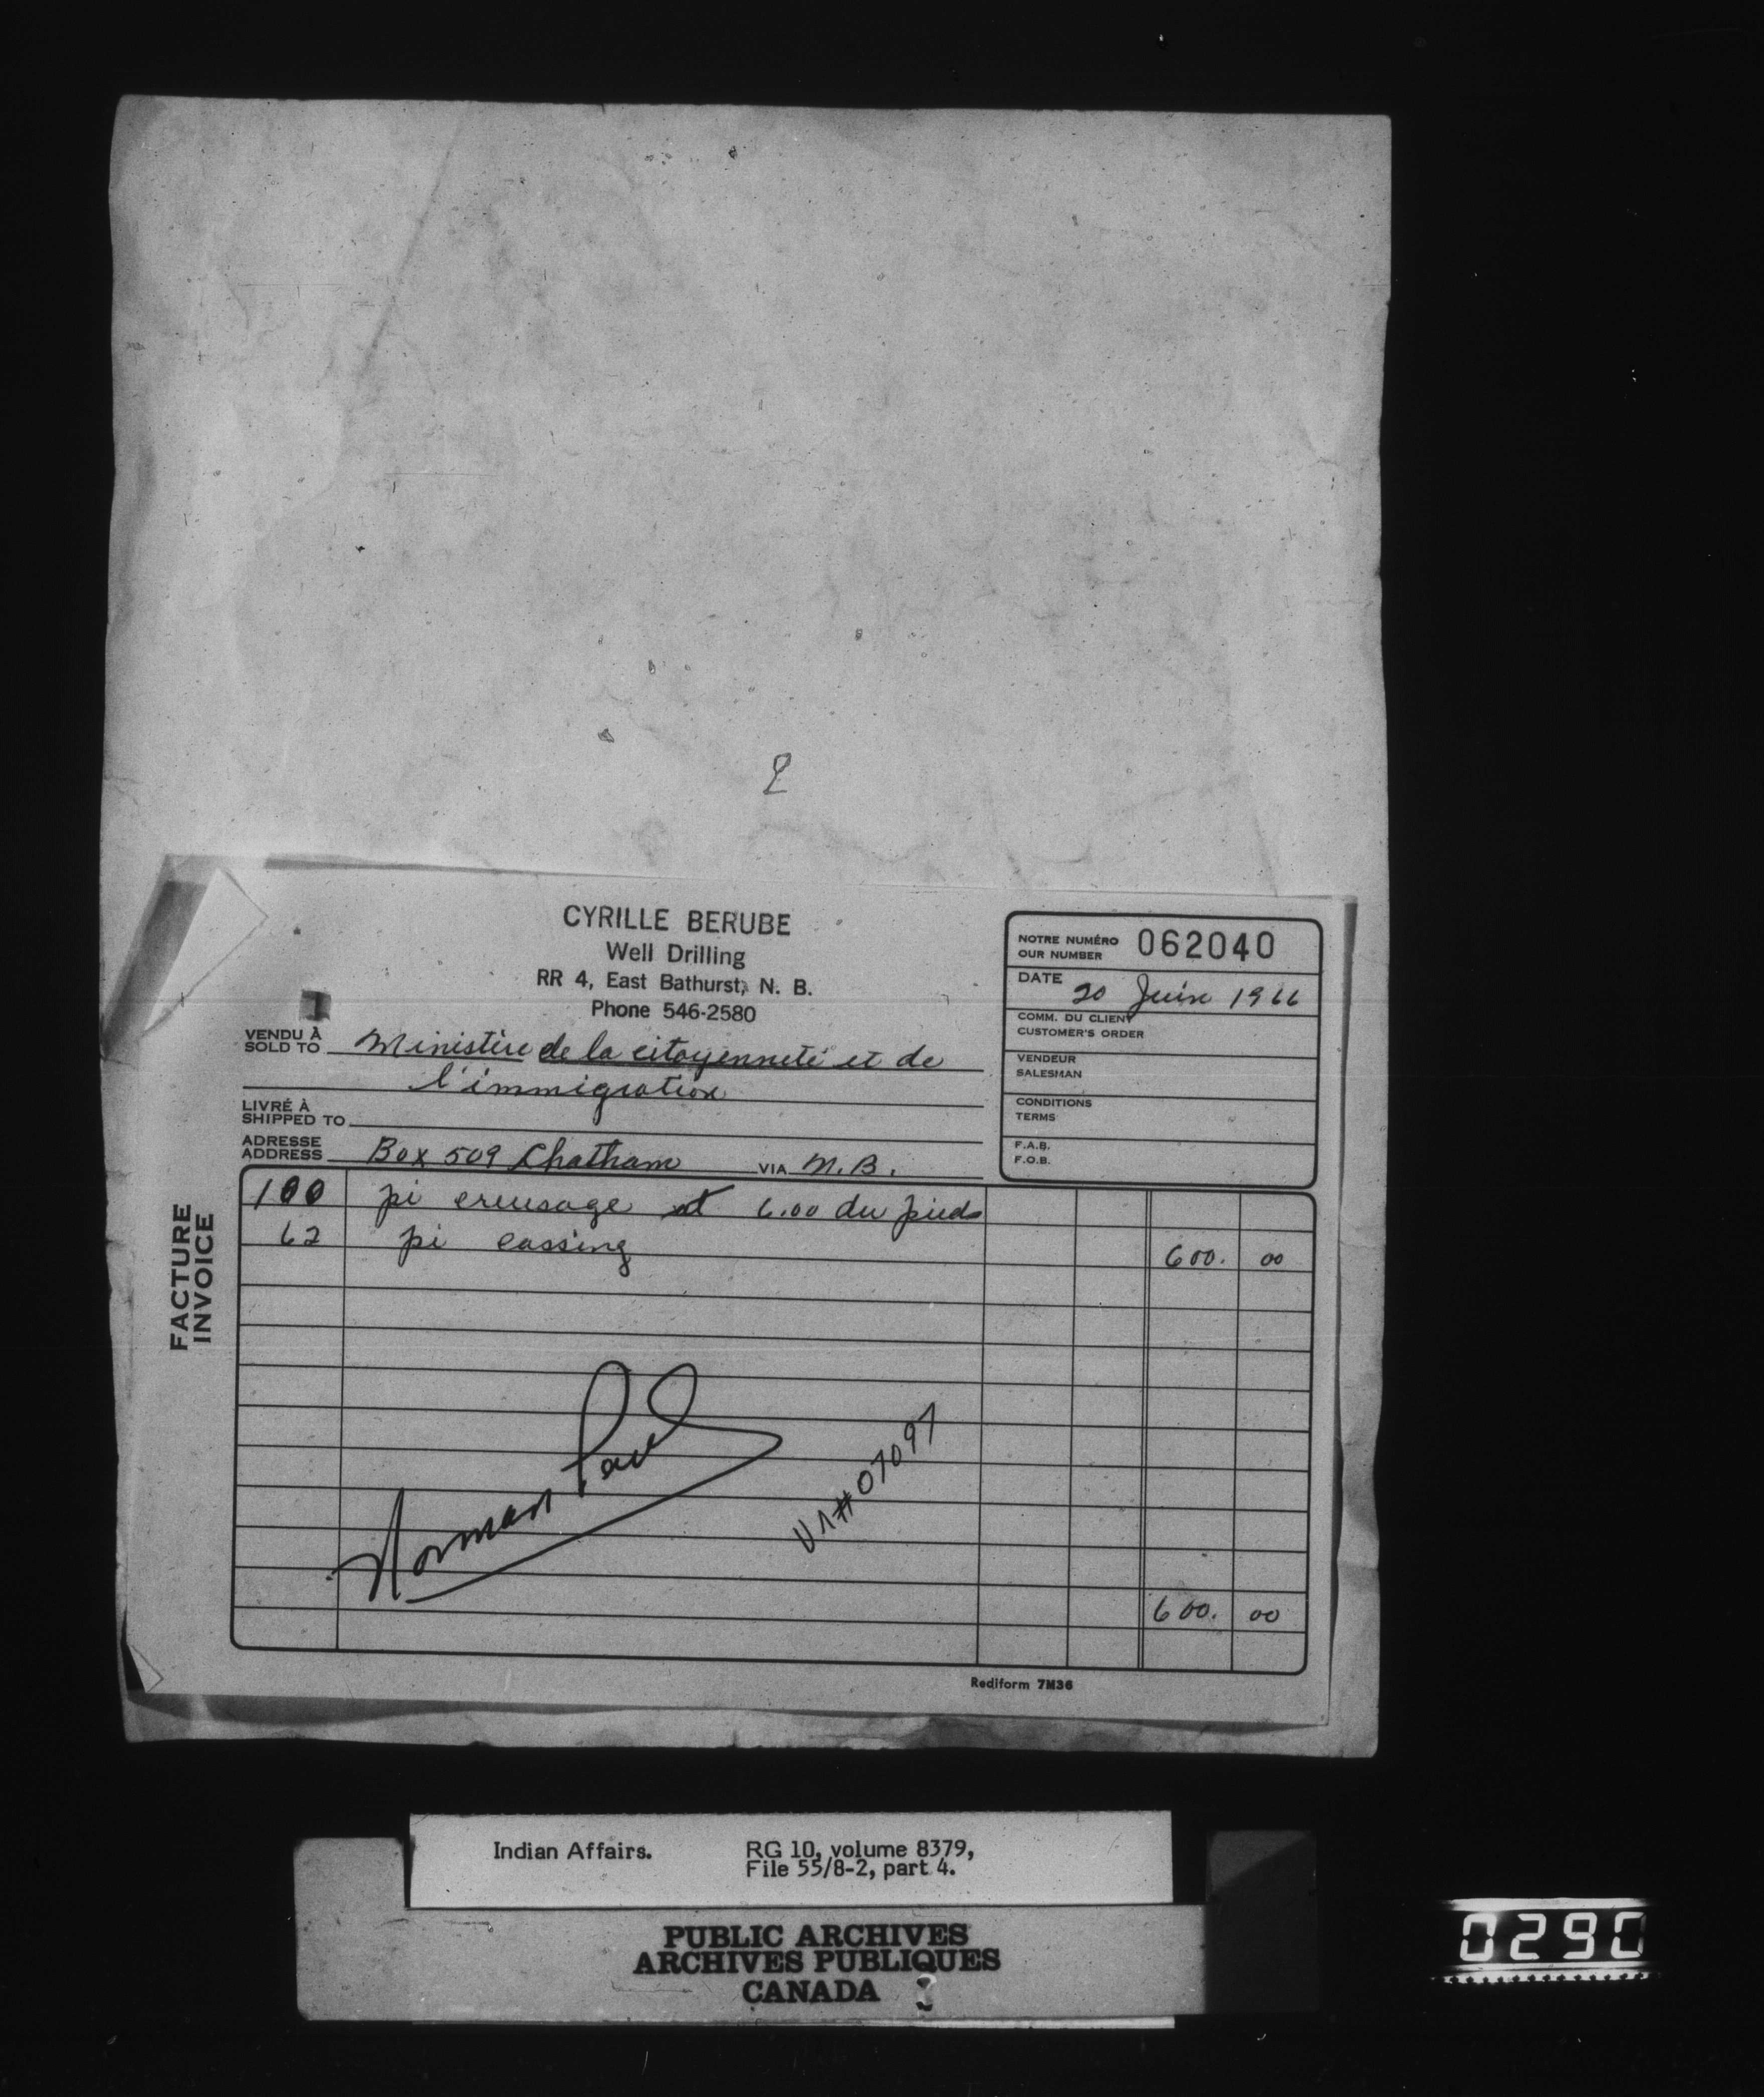 2
CYRILLE BERUBE
Well Drilling
RR 4, East Bathurst, N. B.
Phone 546-2580
NOTRE NUMÉRO
OUR NUMBER 062040
DATE 20 Juin 1966
COMM. DU CLIENT
CUSTOMER'S ORDER
VENDEUR
SALESMAN
CONDITIONS
TERMS
F.A.B.
F.O.B.
VENDU À
SOLD TO Ministère de la citoyenneté et de
l'immigration
LIVRÉ À
SHIPPED TO
ADRESSE
ADDRESS Box 509 Chatham VIA N.B.
FACTURE
INVOICE
100 pi creusage at 6.00 du pieds
62 pi cassing 600. 00
Norman Paul
V1#07097
600. 00
Rediform 7M36
Indian Affairs. RG 10, volume 8379,
File 55/8-2, part 4.
PUBLIC ARCHIVES
ARCHIVES PUBLIQUES
CANADA
0290